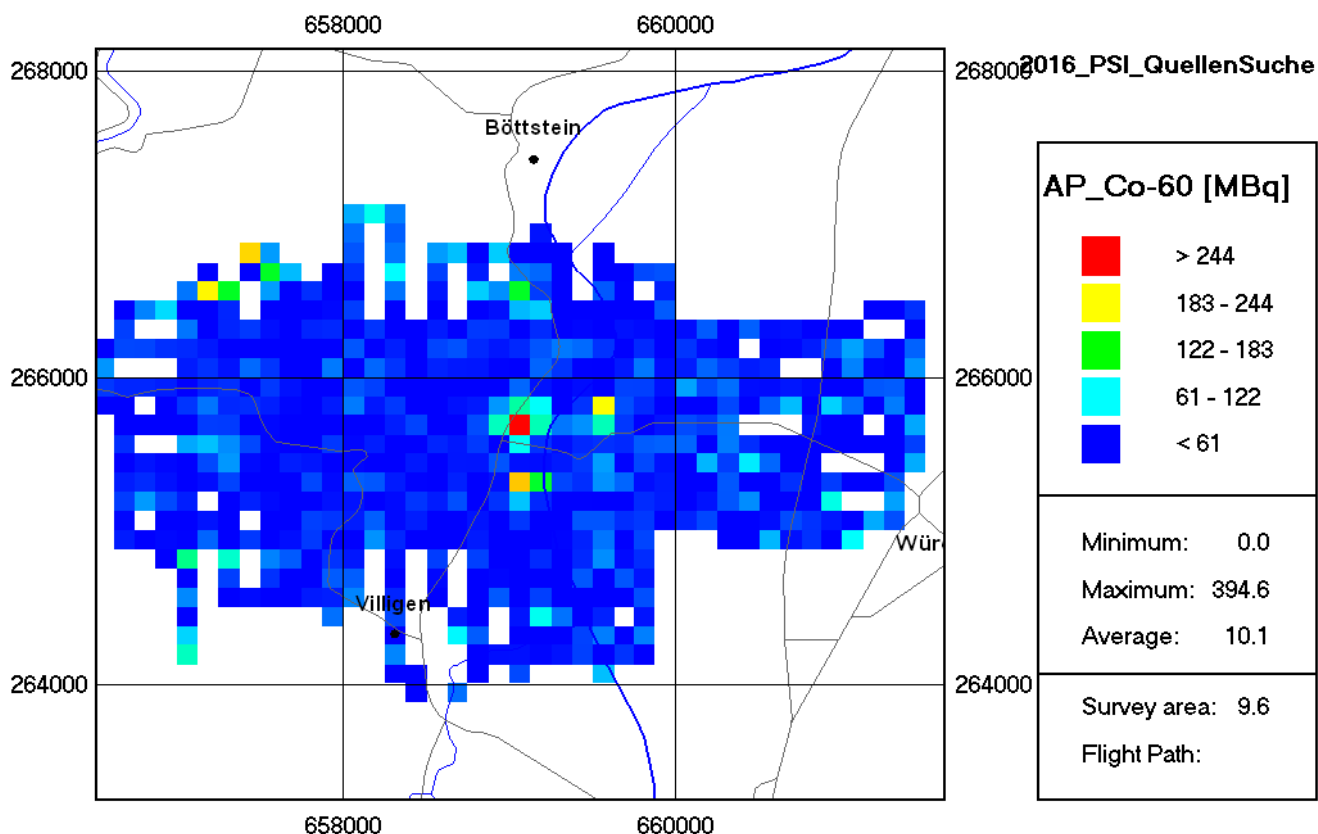 658000 660000
268000 268000 2016_PSI_QuellenSuche
Böttstein
AP_Co-60 [MBq]
> 244
183 - 244
122 - 183
266000 266000
61 - 122
< 61
Würe
Minimum: 0.0
Maximum: 394.6
Villigen
Average: 10.1
264000 264000
Survey area: 9.6
Flight Path:
658000 660000